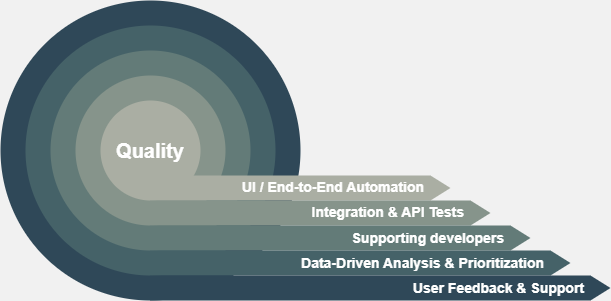 Quality
UI / End-to-End Automation
Integration & API Tests
Supporting developers
Data-Driven Analysis & Prioritization
User Feedback & Support